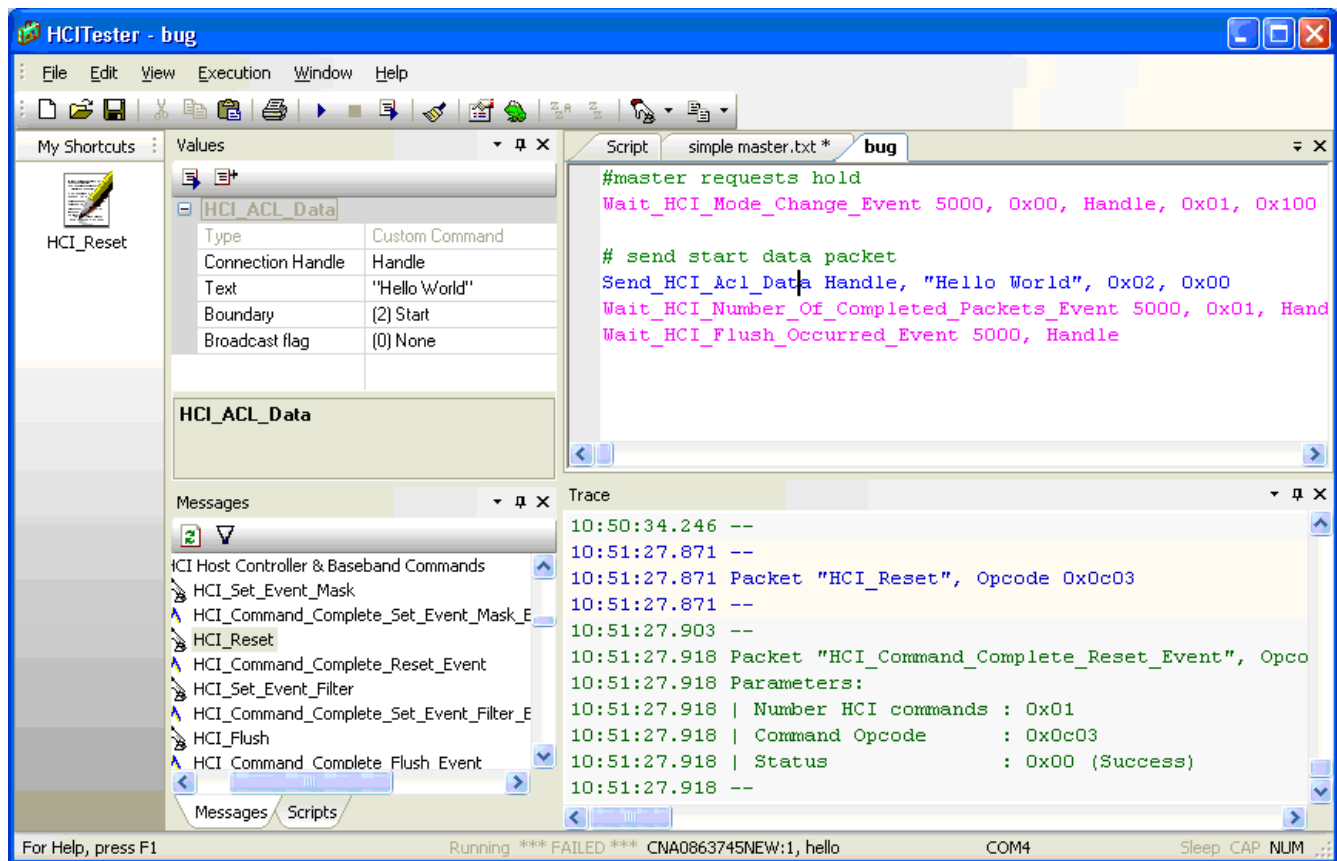 HCITester - bug
File Edit View Execution Window Help
My Shortcuts
HCI_Reset
Values
HCI_ACL_Data
Type Custom Command
Connection Handle Handle
Text "Hello World"
Boundary (2) Start
Broadcast flag (0) None
HCI_ACL_Data
Script simple master.txt * bug
#master requests hold
Wait_HCI_Mode_Change_Event 5000, 0x00, Handle, 0x01, 0x100
# send start data packet
Send_HCI_Acl_Data Handle, "Hello World", 0x02, 0x00
Wait_HCI_Number_Of_Completed_Packets_Event 5000, 0x01, Hand
Wait_HCI_Flush_Occurred_Event 5000, Handle
Messages
HCI Host Controller & Baseband Commands
HCI_Set_Event_Mask
HCI_Command_Complete_Set_Event_Mask_E
HCI_Reset
HCI_Command_Complete_Reset_Event
HCI_Set_Event_Filter
HCI_Command_Complete_Set_Event_Filter_E
HCI_Flush
HCI_Command_Complete_Flush_Event
Messages Scripts
Trace
10:50:34.246 --
10:51:27.871 --
10:51:27.871 Packet "HCI_Reset", Opcode 0x0c03
10:51:27.871 --
10:51:27.903 --
10:51:27.918 Packet "HCI_Command_Complete_Reset_Event", Opco
10:51:27.918 Parameters:
10:51:27.918 | Number HCI commands : 0x01
10:51:27.918 | Command Opcode : 0x0c03
10:51:27.918 | Status : 0x00 (Success)
10:51:27.918 --
For Help, press F1 Running *** FAILED *** CNA0863745NEW:1, hello COM4 Sleep CAP NUM